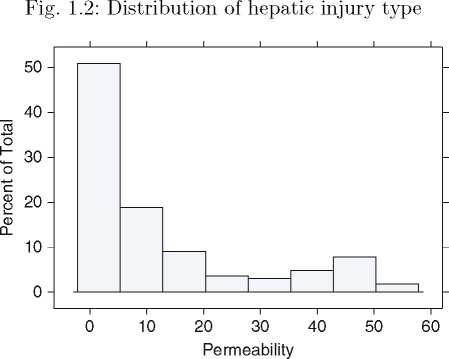 Fig. 1.2: Distribution of hepatic injury type
50
40
30
20
10
0
Percent of Total
0 10 20 30 40 50 60
Permeability